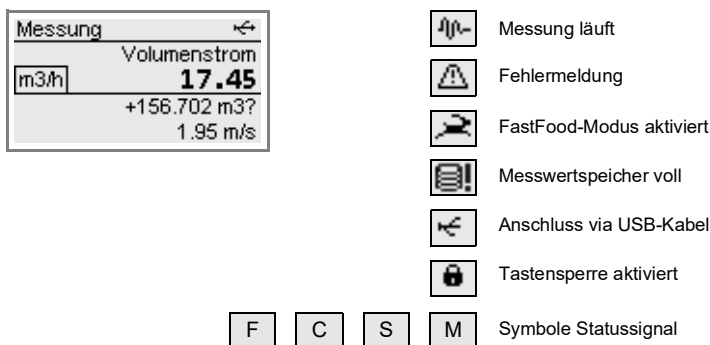 Messung
Volumenstrom
m3/h 17.45
+156.702 m3?
1.95 m/s
Messung läuft
Fehlermeldung
FastFood-Modus aktiviert
Messwertspeicher voll
Anschluss via USB-Kabel
Tastensperre aktiviert
F C S M Symbole Statussignal